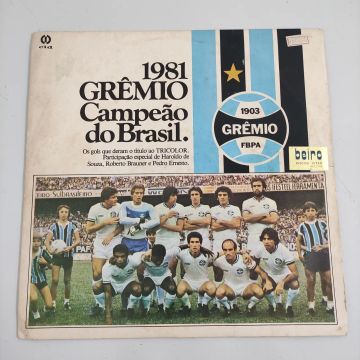 1981
GRÊMIO
Campeão
do Brasil.
Os gols que deram o título ao TRICOLOR.
Participação especial de Haroldo de
Souza, Roberto Brauner e Pedro Ernesto.
1903
GRÊMIO
FBPA
beiro